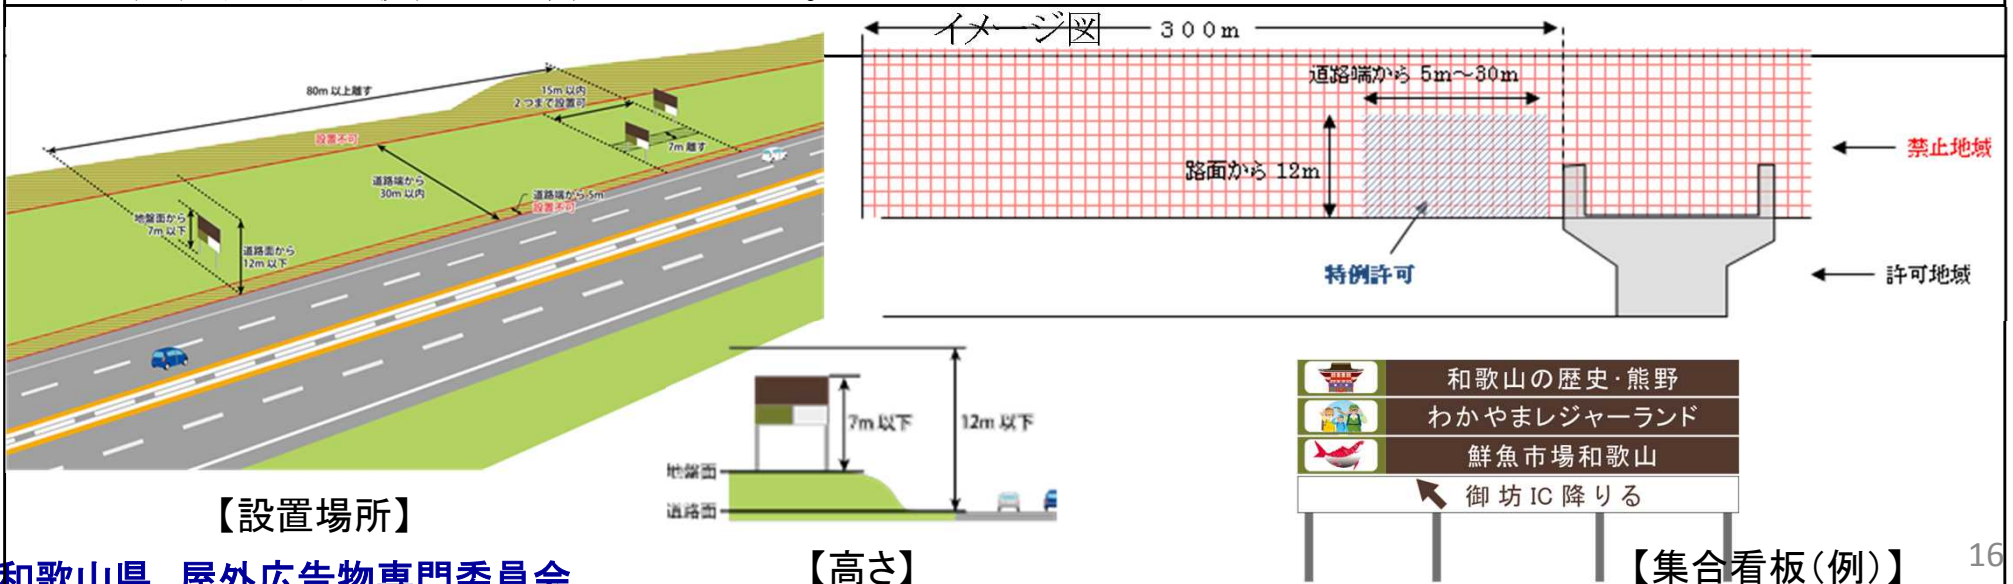 イメージ図
80m 以上離す
15m 以内
2 つまで設置可
設置不可
7m 離す
道路端から
30m 以内
道路端から 5m
設置不可
地盤面から
7m 以下
道路面から
12m 以下
【設置場所】
300m
道路端から 5m～30m
路面から 12m
特例許可
禁止地域
許可地域
7m 以下
12m 以下
地盤面
道路面
【高さ】
和歌山の歴史・熊野
わかやまレジャーランド
鮮魚市場和歌山
御坊IC降りる
【集合看板(例)】
和歌山県 屋外広告物専門委員会
16